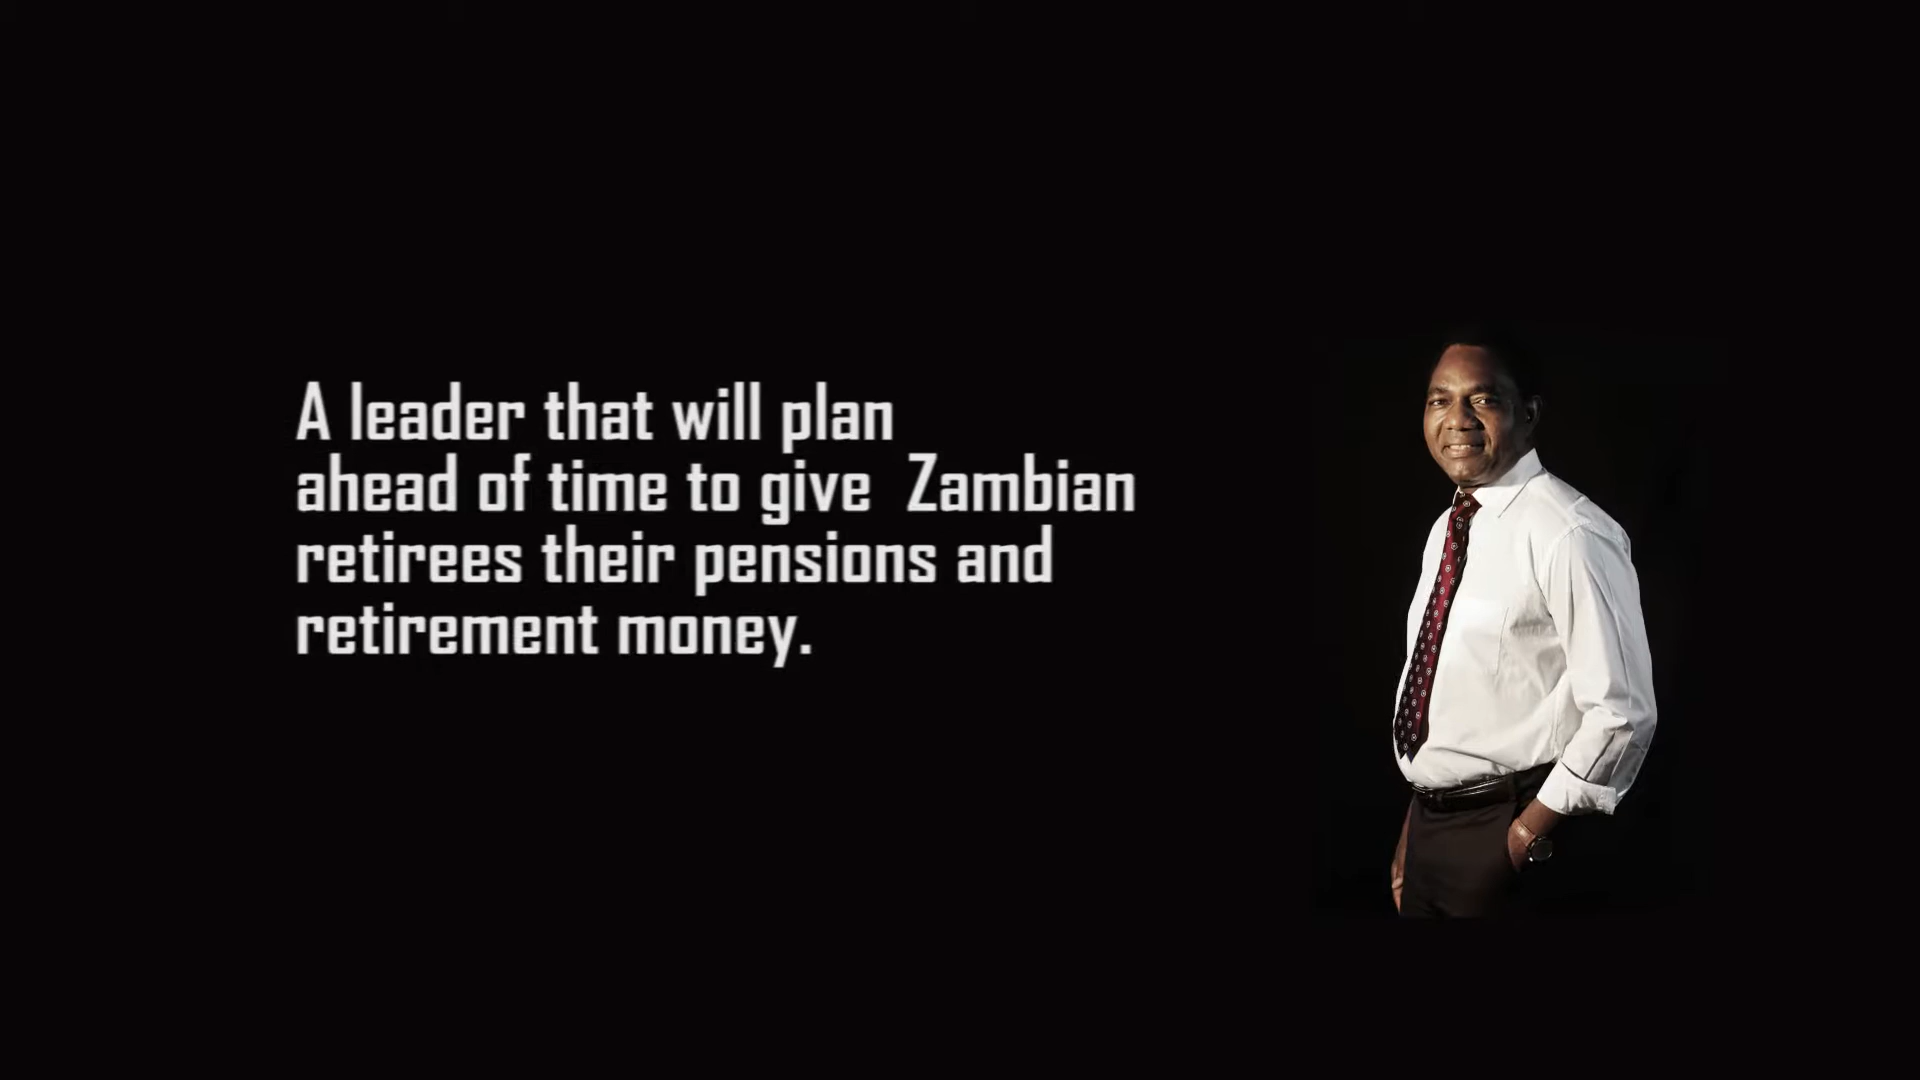 A leader that will plan
ahead of time to give  Zambian
retirees their pensions and
retirement money.